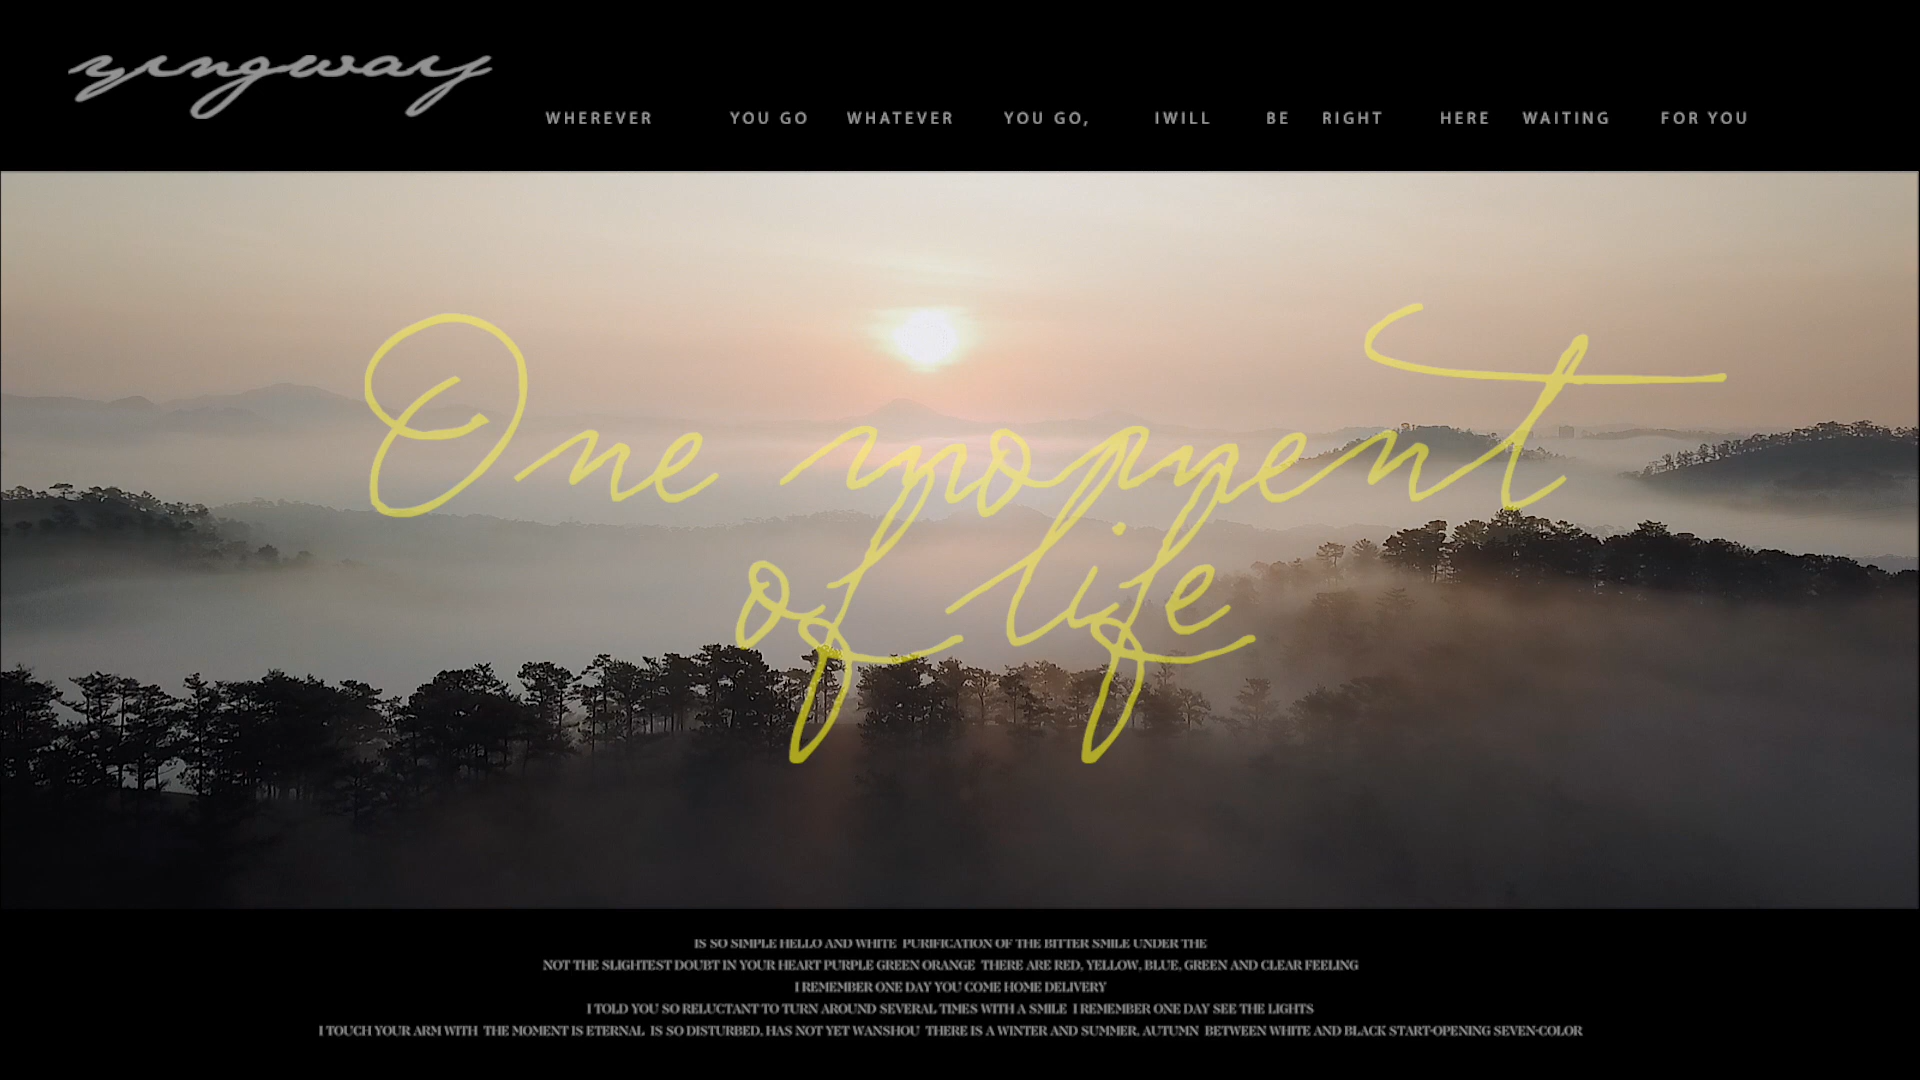 yingway
WHEREVER YOU GO WHATEVER YOU GO, IWILL BE RIGHT HERE WAITING FOR YOU
One moment
of life
IS SO SIMPLE HELLO AND WHITE PURIFICATION OF THE BITTER SMILE UNDER THE
NOT THE SLIGHTEST DOUBT IN YOUR HEART PURPLE GREEN ORANGE THERE ARE RED, YELLOW, BLUE, GREEN AND CLEAR FEELING
I REMEMBER ONE DAY YOU COME HOME DELIVERY
I TOLD YOU SO RELUCTANT TO TURN AROUND SEVERAL TIMES WITH A SMILE I REMEMBER ONE DAY SEE THE LIGHTS
I TOUCH YOUR ARM WITH THE MOMENT IS ETERNAL IS SO DISTURBED, HAS NOT YET WANSHOU THERE IS A WINTER AND SUMMER, AUTUMN BETWEEN WHITE AND BLACK START-OPENING SEVEN-COLOR